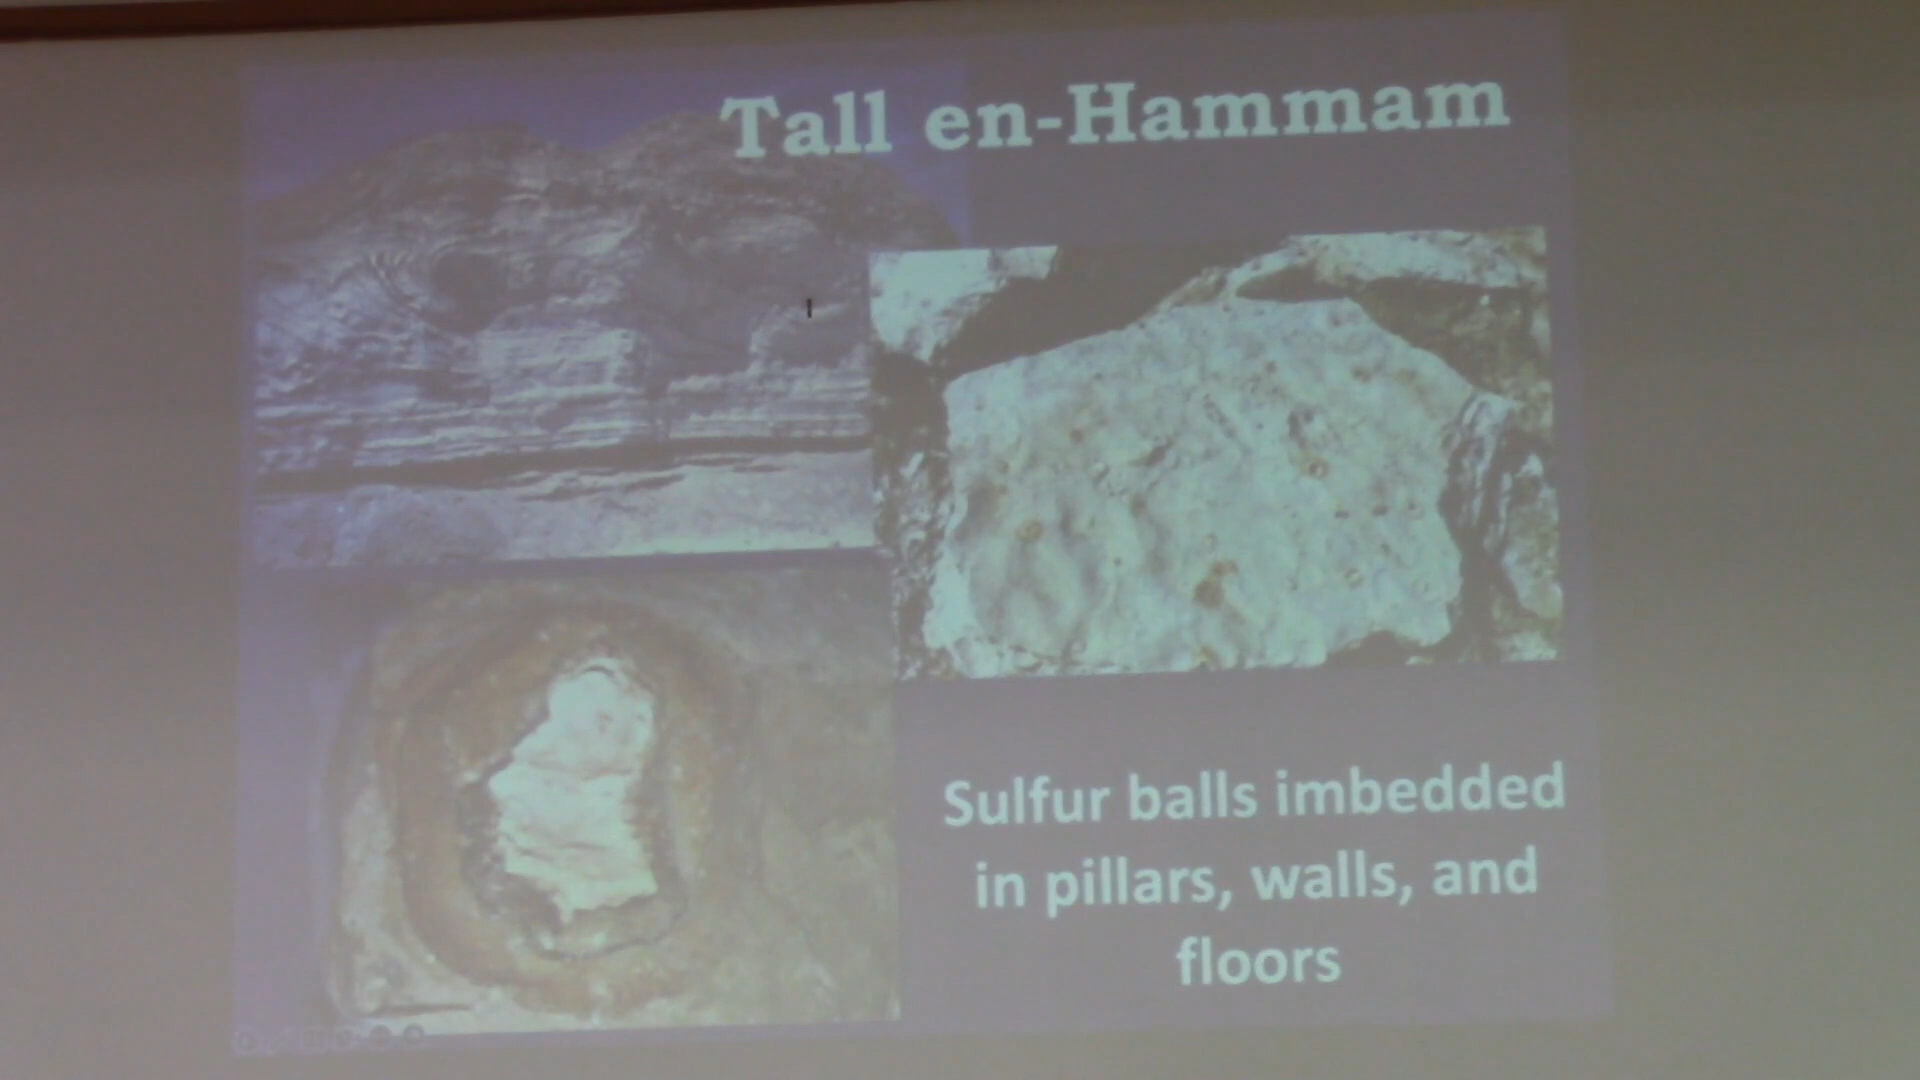 Tall en-Hammam
Sulfur balls imbedded
in pillars, walls, and
floors